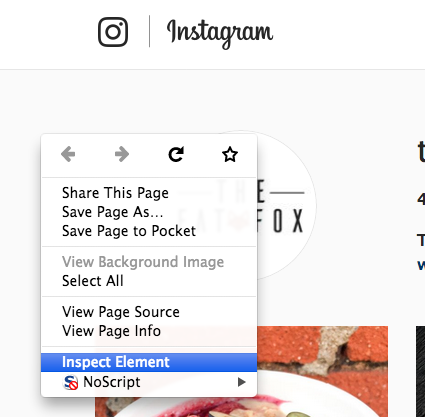 Instagram
THE
FOX
Share This Page
Save Page As...
Save Page to Pocket
View Background Image
Select All
View Page Source
View Page Info
Inspect Element
NoScript
t
4
T
w